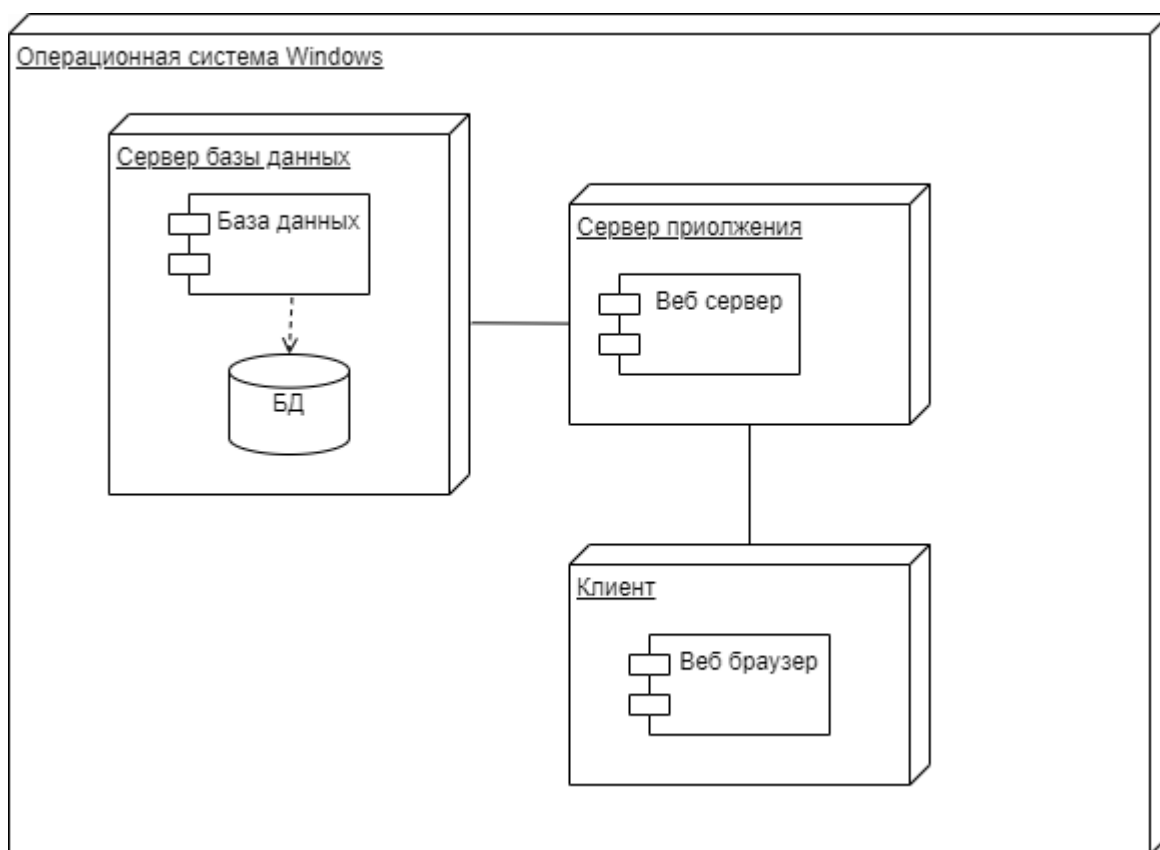 Операционная система Windows
Сервер базы данных
База данных
БД
Сервер приолжения
Веб сервер
Клиент
Веб браузер